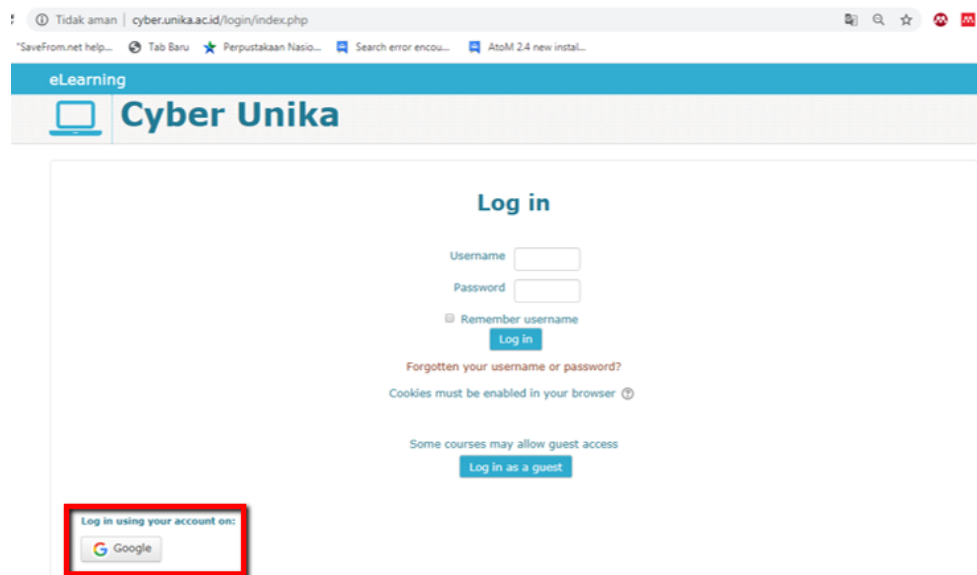 Tidak aman | cyber.unika.ac.id/login/index.php
"SaveFrom.net help... Tab Baru Perpustakaan Nasio... Search error encou... AtoM 2.4 new instal...
eLearning
Cyber Unika
Log in
Username
Password
Remember username
Log in
Forgotten your username or password?
Cookies must be enabled in your browser
Some courses may allow guest access
Log in as a guest
Log in using your account on:
Google